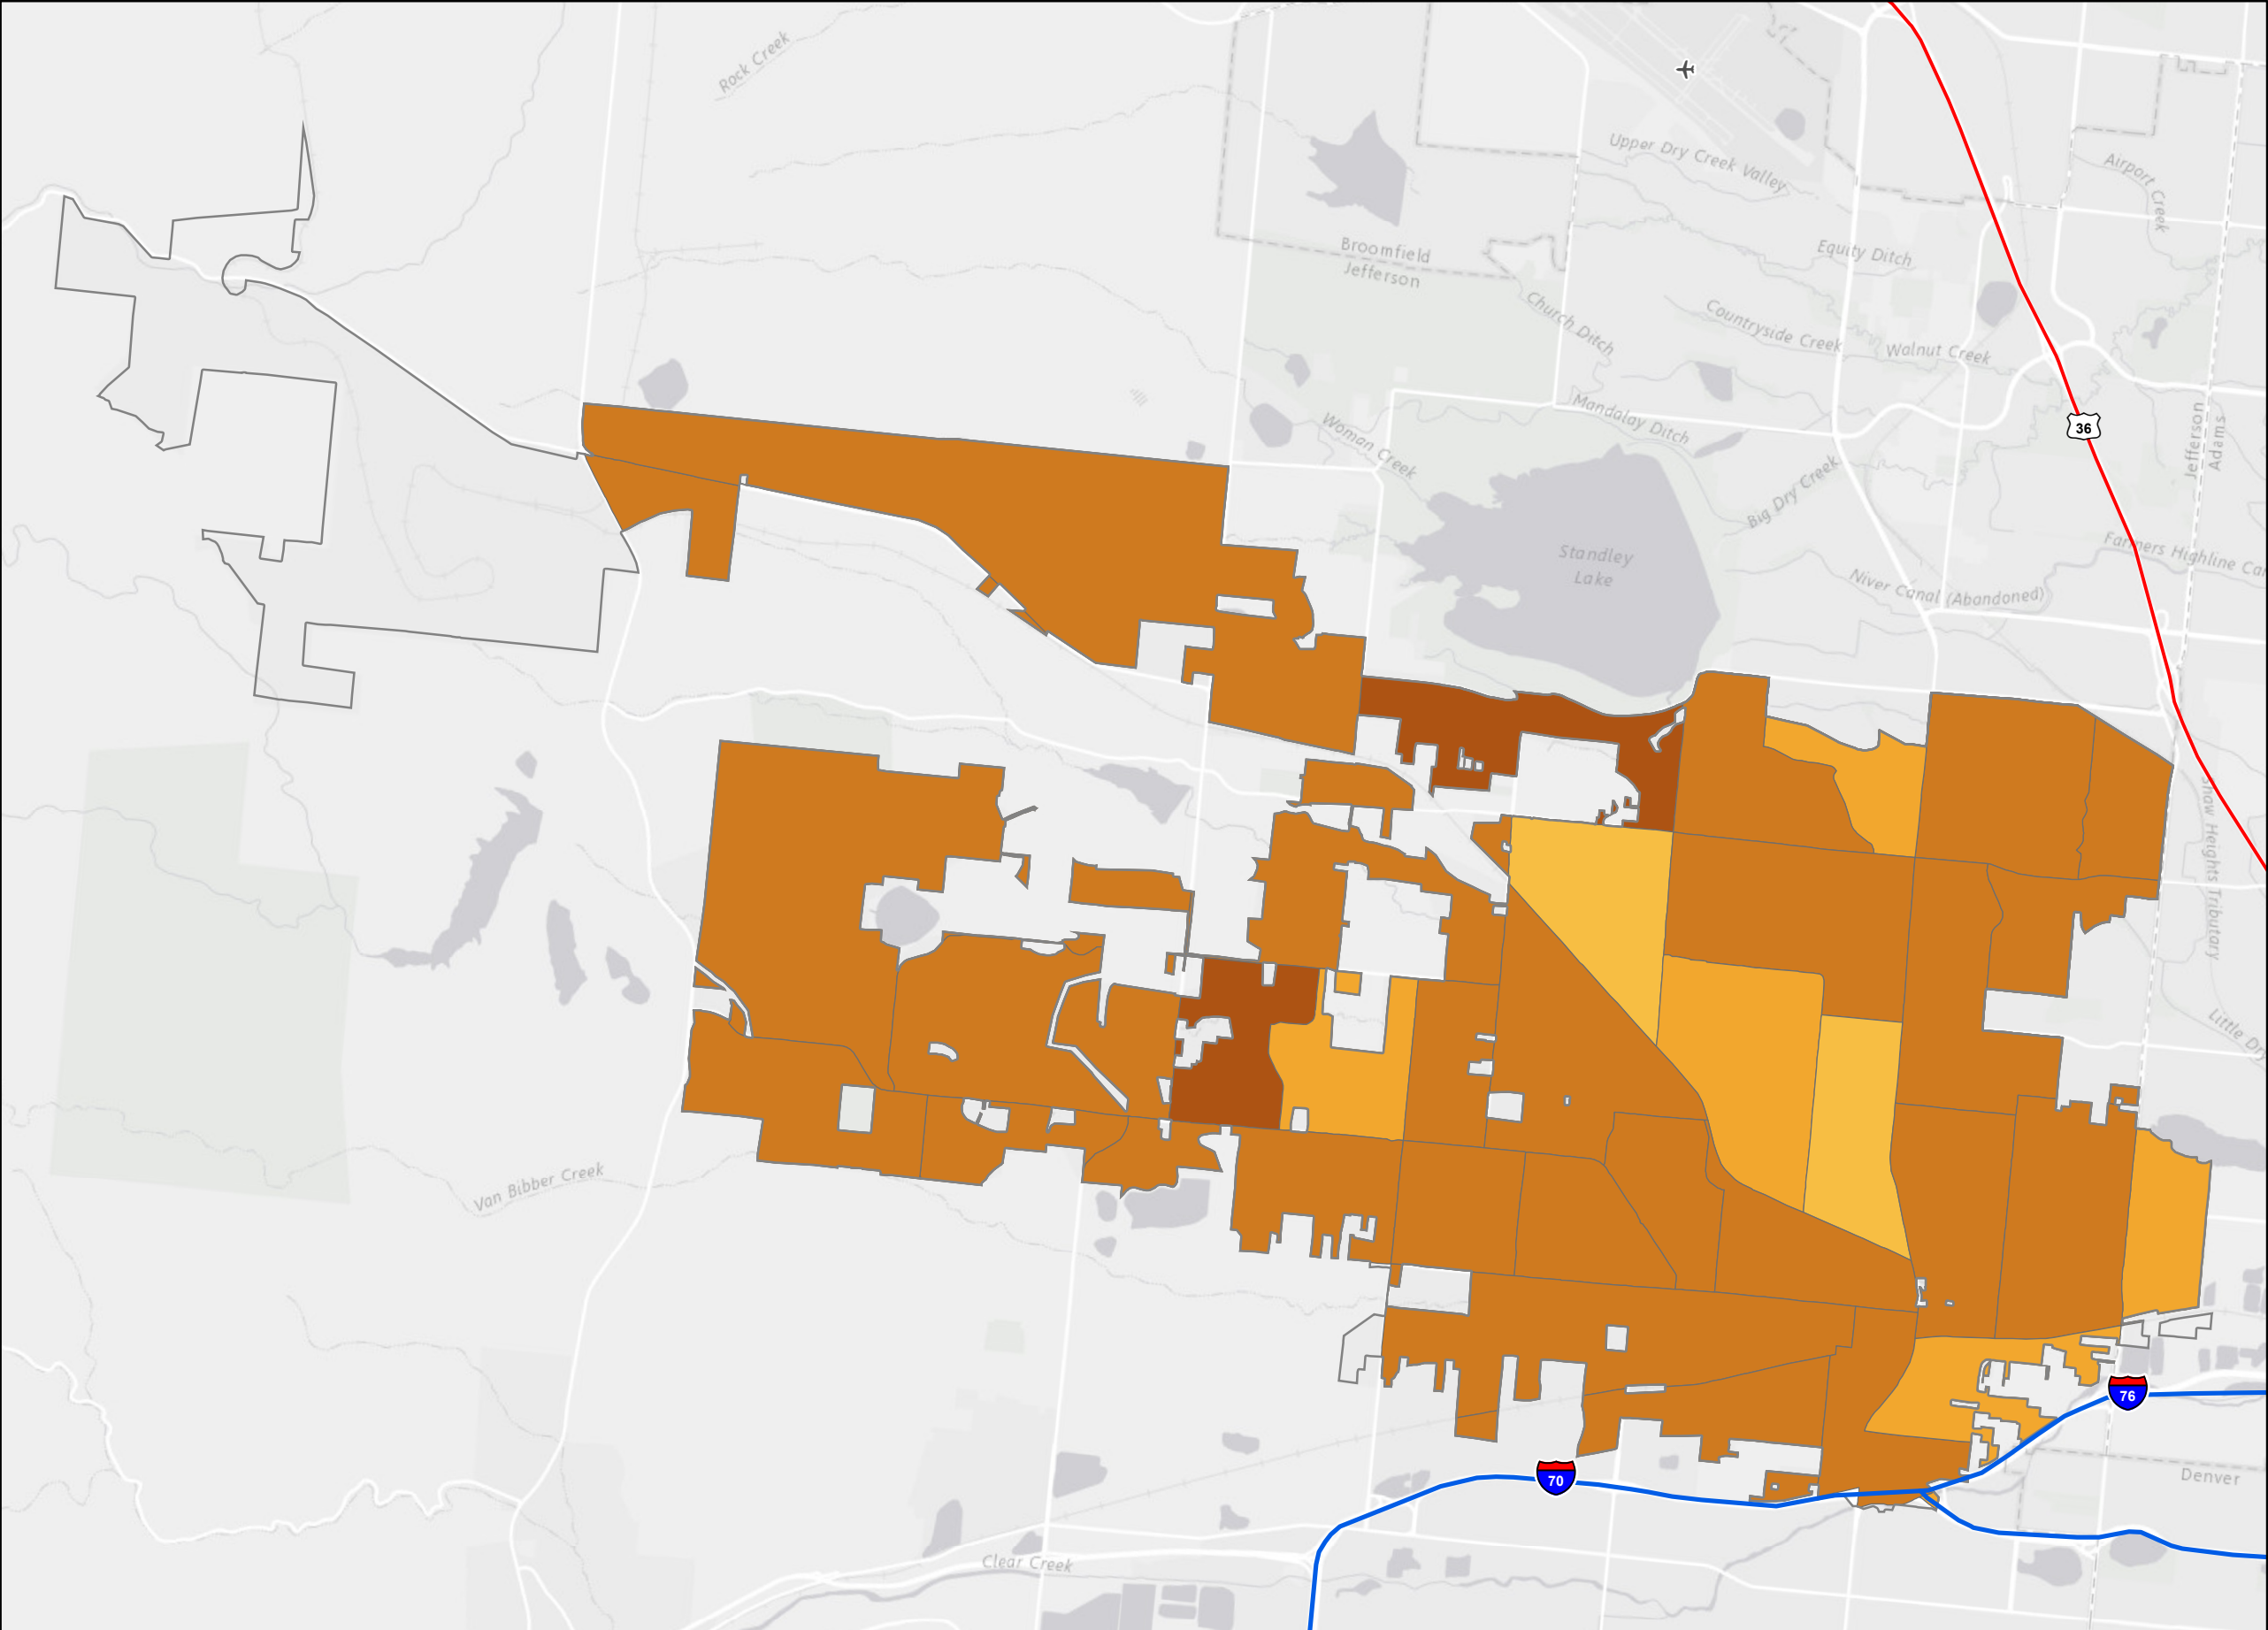 Rock Creek
Upper Dry Creek Valley
Airport Creek
Broomfield
Jefferson
Equity Ditch
Church Ditch
Countryside Creek
Walnut Creek
Mandalay Ditch
Woman Creek
36
Jefferson
Adams
Big Dry Creek
Standley
Lake
Farmers Highline Can
Niver Canal (Abandoned)
Shaw Heights Tributary
Little Dry
Van Bibber Creek
76
70
Denver
Clear Creek